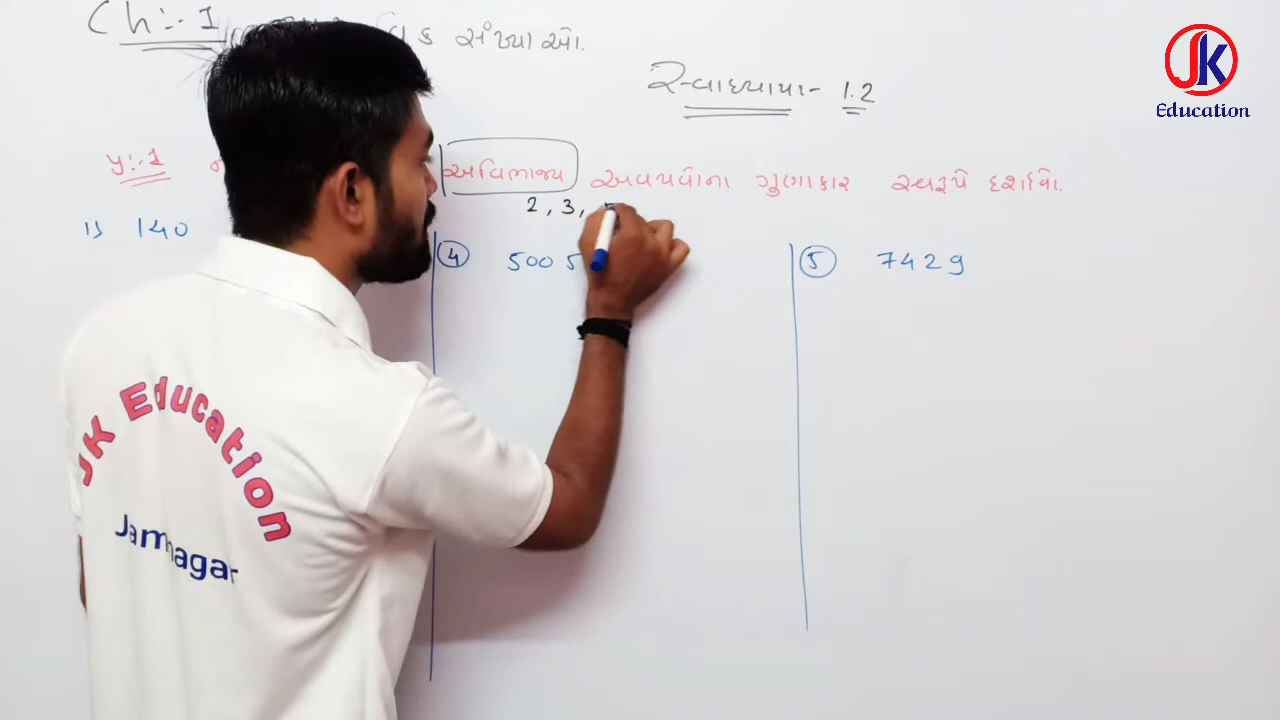 Ch:- 1 સંખ્યાઓ.
સ્વાધ્યાય:- 1.2
JK
Education
પ્ર:-1 અવિભાજ્ય અવયવોના ગુણાકાર સ્વરૂપે દર્શાવો.
2, 3,
1) 140
④ 5005
⑤ 7429
JK Education
Jamnagar